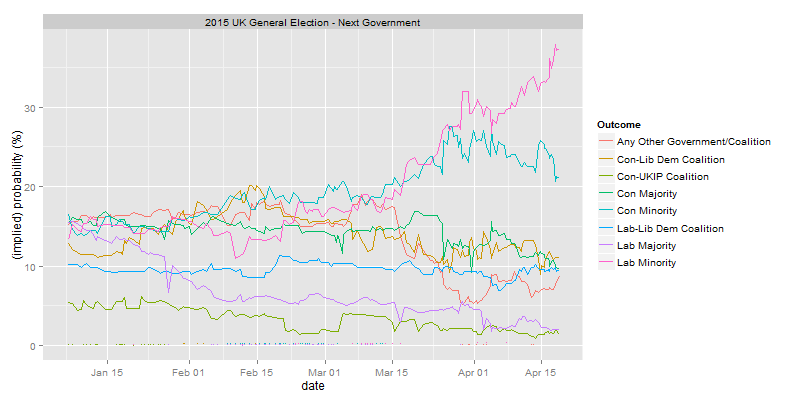 2015 UK General Election - Next Government
(implied) probability (%)
30
20
10
0
Jan 15
Feb 01
Feb 15
Mar 01
Mar 15
Apr 01
Apr 15
date
Outcome
Any Other Government/Coalition
Con-Lib Dem Coalition
Con-UKIP Coalition
Con Majority
Con Minority
Lab-Lib Dem Coalition
Lab Majority
Lab Minority